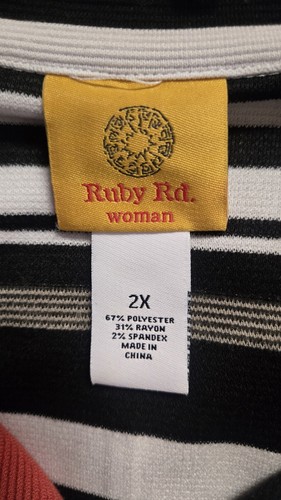 Ruby Rd.
woman
2X
67% POLYESTER
31% RAYON
2% SPANDEX
MADE IN
CHINA